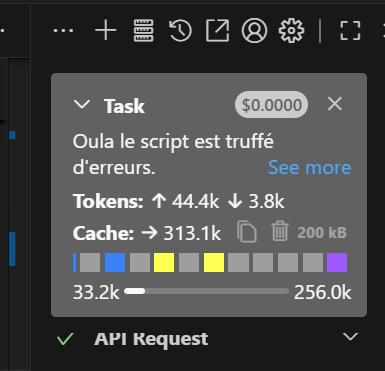 Task $0.0000
Oula le script est truffé
d'erreurs. See more
Tokens: ↑ 44.4k ↓ 3.8k
Cache: → 313.1k 200 kB
33.2k 256.0k
API Request